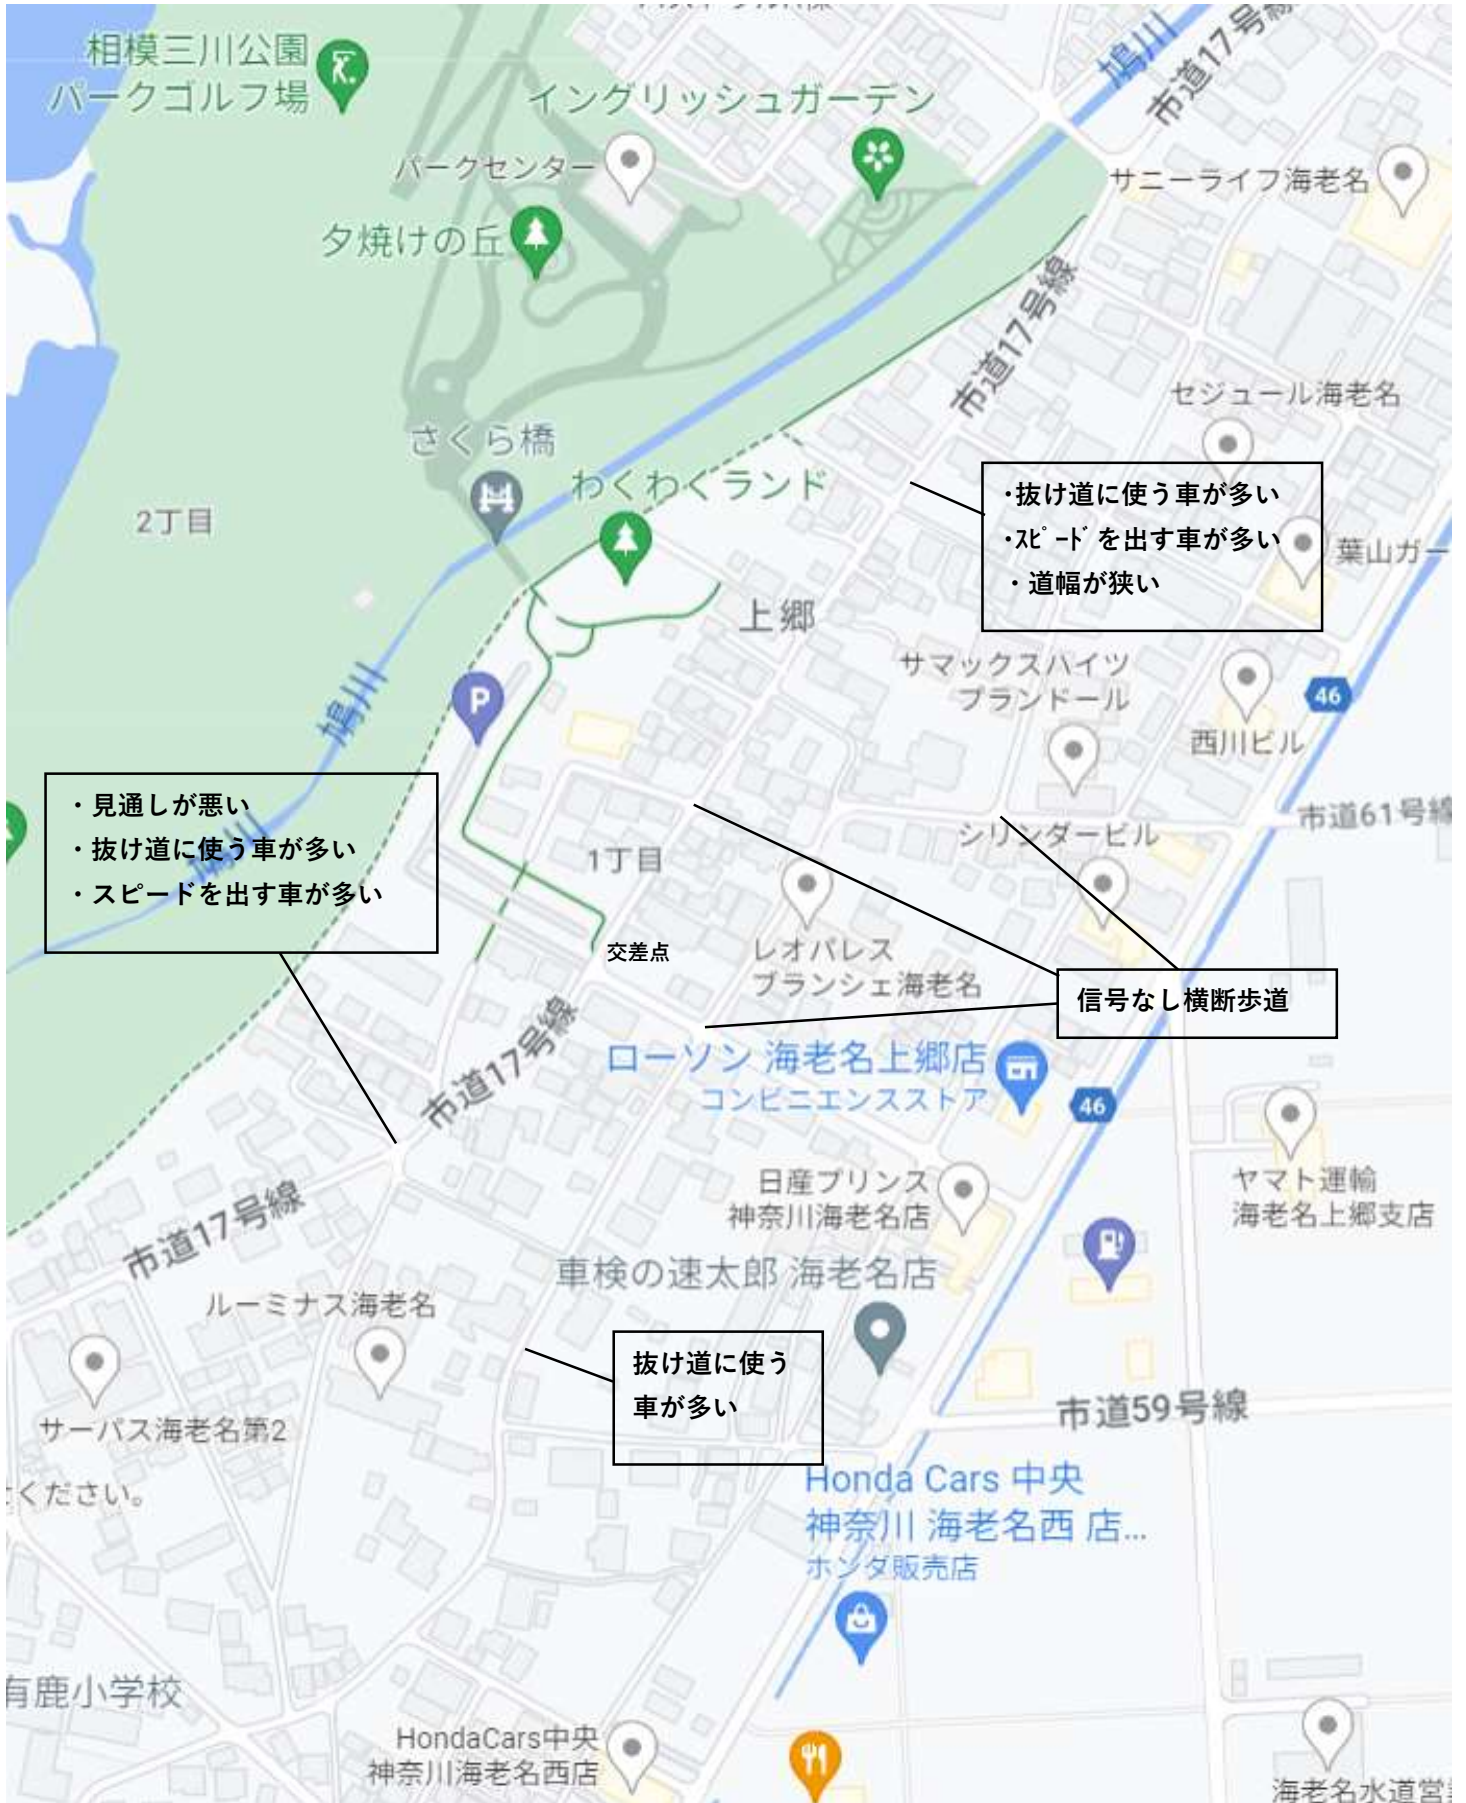 鳩川
市道17号線
相模三川公園
パークゴルフ場
イングリッシュガーデン
パークセンター
サニーライフ海老名
夕焼けの丘
市道17号線
セジュール海老名
さくら橋
わくわくランド
・抜け道に使う車が多い
・ｽﾋﾟｰﾄﾞを出す車が多い
・道幅が狭い
2丁目
葉山ガー
上郷
サマックスハイツ
ブランドール
鳩川
P
46
西川ビル
・見通しが悪い
・抜け道に使う車が多い
・スピードを出す車が多い
鳩川
市道61号線
シリンダービル
1丁目
交差点
レオパレス
ブランシェ海老名
信号なし横断歩道
市道17号線
ローソン 海老名上郷店
コンビニエンスストア
46
日産プリンス
神奈川海老名店
ヤマト運輸
海老名上郷支店
市道17号線
車検の速太郎 海老名店
ルーミナス海老名
抜け道に使う
車が多い
サーパス海老名第2
市道59号線
Honda Cars 中央
神奈川 海老名西 店...
ホンダ販売店
ください。
有鹿小学校
HondaCars中央
神奈川海老名西店
海老名水道営